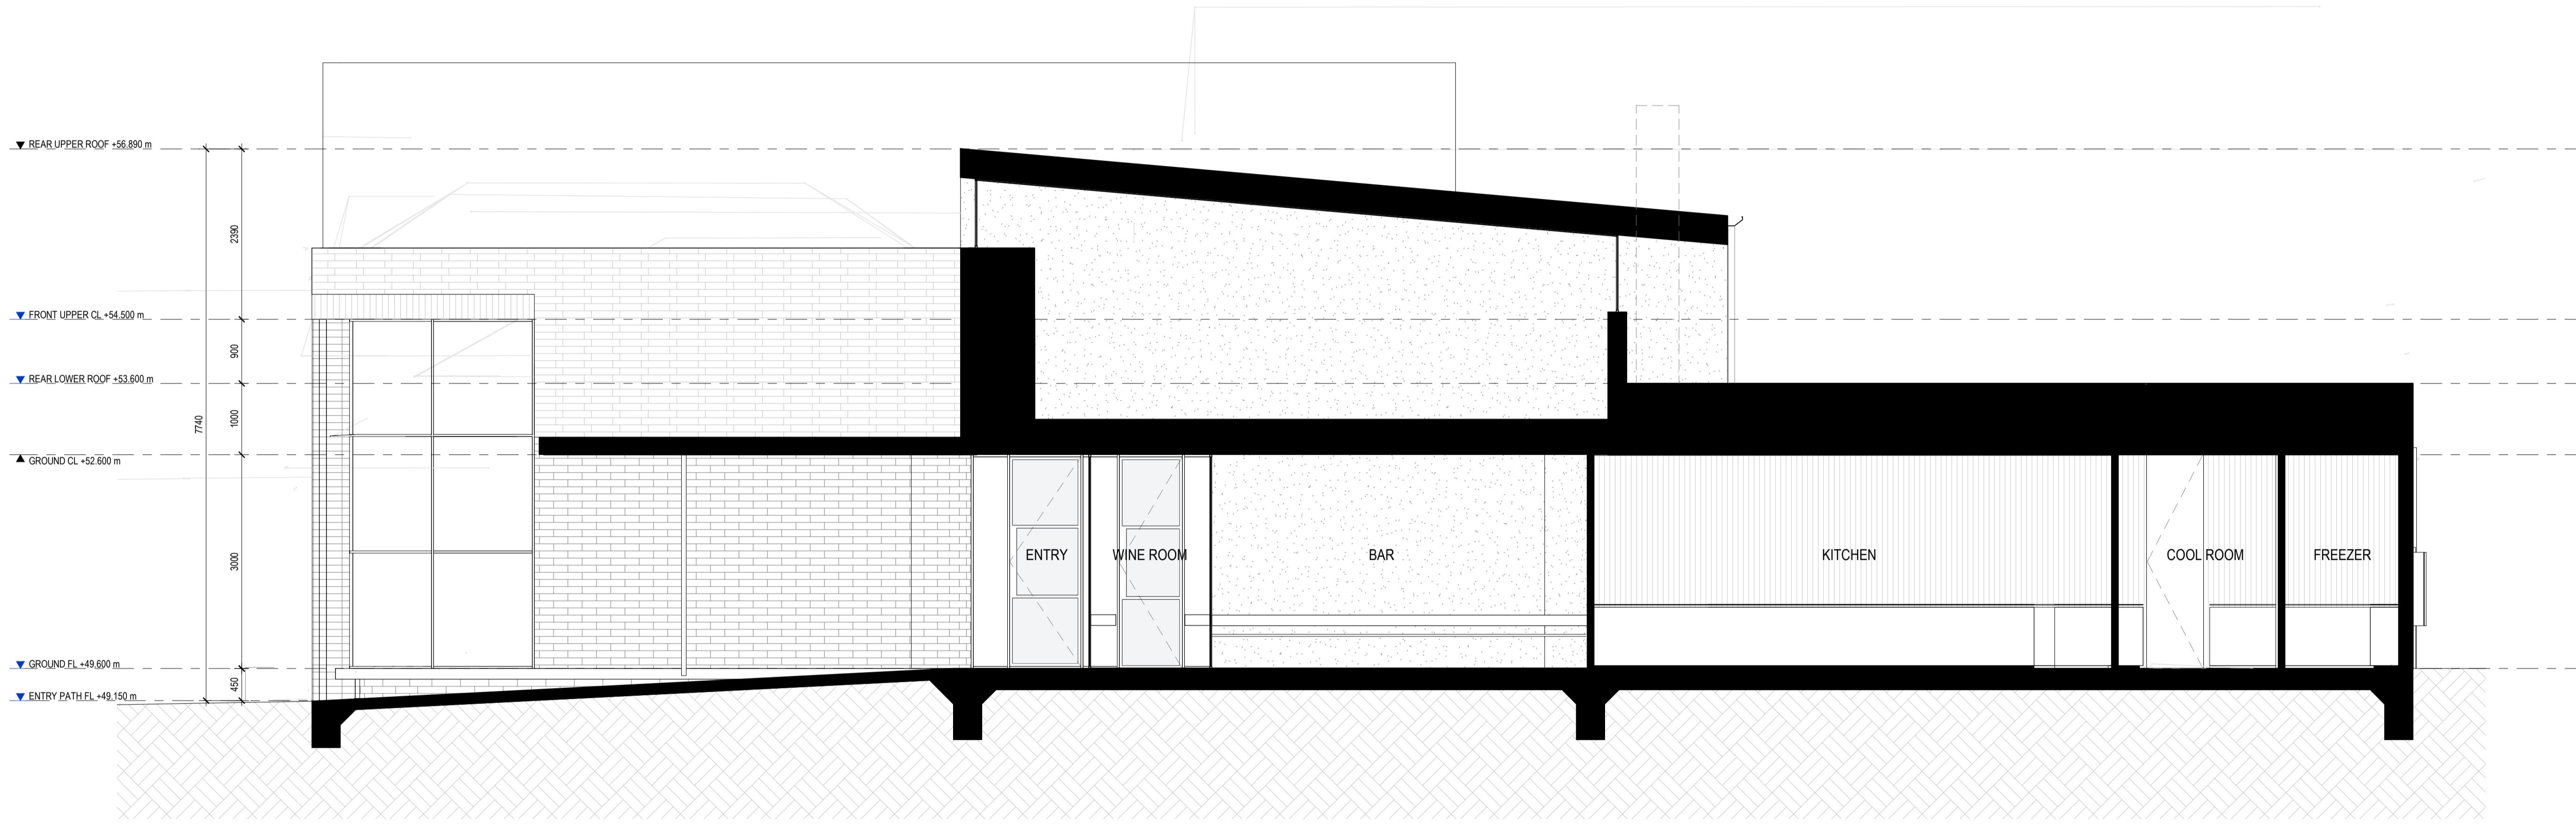 REAR UPPER ROOF +56.890 m
2390
FRONT UPPER CL +54.500 m
900
REAR LOWER ROOF +53.600 m
1000
7740
GROUND CL +52.600 m
3000
ENTRY
WINE ROOM
BAR
KITCHEN
COOL ROOM
FREEZER
GROUND FL +49.600 m
450
ENTRY PATH FL +49.150 m